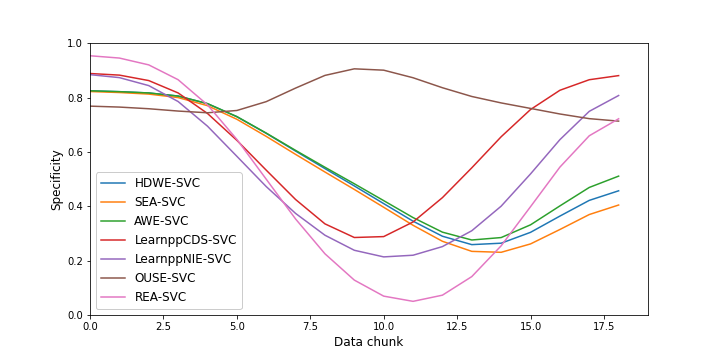 1.0
0.8
0.6
0.4
0.2
0.0
Specificity
HDWE-SVC
SEA-SVC
AWE-SVC
LearnppCDS-SVC
LearnppNIE-SVC
OUSE-SVC
REA-SVC
0.0 2.5 5.0 7.5 10.0 12.5 15.0 17.5
Data chunk